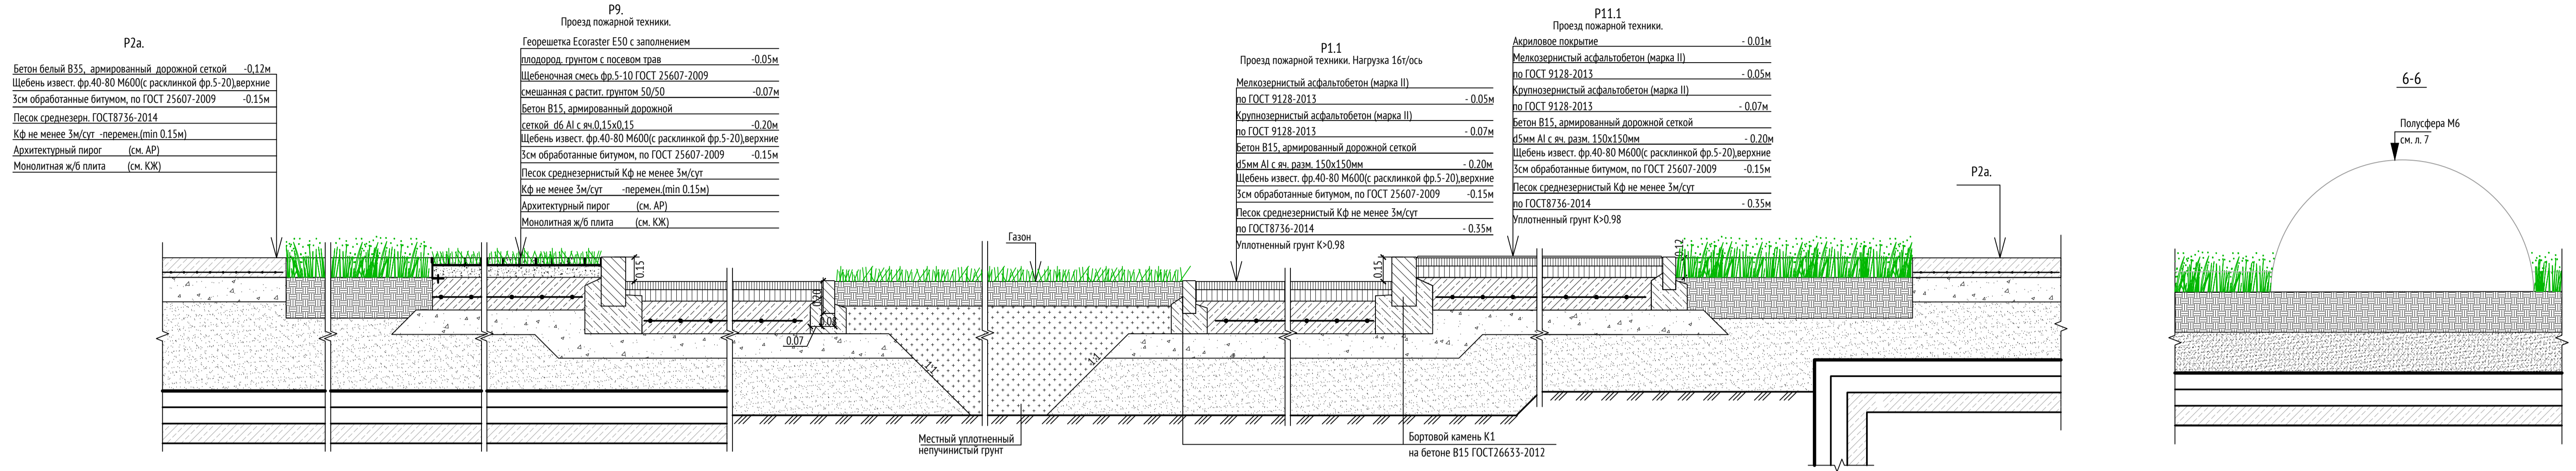 Р2а.
Бетон белый В35, армированный дорожной сеткой -0,12м
Щебень извест. фр.40-80 М600(с расклинкой фр.5-20),верхние
3см обработанные битумом, по ГОСТ 25607-2009 -0.15м
Песок среднезерн. ГОСТ8736-2014
Кф не менее 3м/сут -перемен.(min 0.15м)
Архитектурный пирог (см. АР)
Монолитная ж/б плита (см. КЖ)
Р9.
Проезд пожарной техники.
Георешетка Ecoraster E50 с заполнением
плодород. грунтом с посевом трав -0.05м
Щебеночная смесь фр.5-10 ГОСТ 25607-2009
смешанная с растит. грунтом 50/50 -0.07м
Бетон В15, армированный дорожной
сеткой d6 AI с яч.0,15х0,15 -0.20м
Щебень извест. фр.40-80 М600(с расклинкой фр.5-20),верхние
3см обработанные битумом, по ГОСТ 25607-2009 -0.15м
Песок среднезернистый Кф не менее 3м/сут
Кф не менее 3м/сут -перемен.(min 0.15м)
Архитектурный пирог (см. АР)
Монолитная ж/б плита (см. КЖ)
Р1.1
Проезд пожарной техники. Нагрузка 16т/ось
Мелкозернистый асфальтобетон (марка II)
по ГОСТ 9128-2013 - 0.05м
Крупнозернистый асфальтобетон (марка II)
по ГОСТ 9128-2013 - 0.07м
Бетон В15, армированный дорожной сеткой
d5мм AI с яч. разм. 150х150мм - 0.20м
Щебень извест. фр.40-80 М600(с расклинкой фр.5-20),верхние
3см обработанные битумом, по ГОСТ 25607-2009 -0.15м
Песок среднезернистый Кф не менее 3м/сут
по ГОСТ8736-2014 - 0.35м
Уплотненный грунт К>0.98
Р11.1
Проезд пожарной техники.
Акриловое покрытие - 0.01м
Мелкозернистый асфальтобетон (марка II)
по ГОСТ 9128-2013 - 0.05м
Крупнозернистый асфальтобетон (марка II)
по ГОСТ 9128-2013 - 0.07м
Бетон В15, армированный дорожной сеткой
d5мм AI с яч. разм. 150х150мм - 0.20м
Щебень извест. фр.40-80 М600(с расклинкой фр.5-20),верхние
3см обработанные битумом, по ГОСТ 25607-2009 -0.15м
Песок среднезернистый Кф не менее 3м/сут
по ГОСТ8736-2014 - 0.35м
Уплотненный грунт К>0.98
Р2а.
6-6
Полусфера М6
см. л. 7
Газон
0.15
0.20
0.08
0.07
1:1
1:1
0.15
0.12
Местный уплотненный
непучинистый грунт
Бортовой камень К1
на бетоне В15 ГОСТ26633-2012